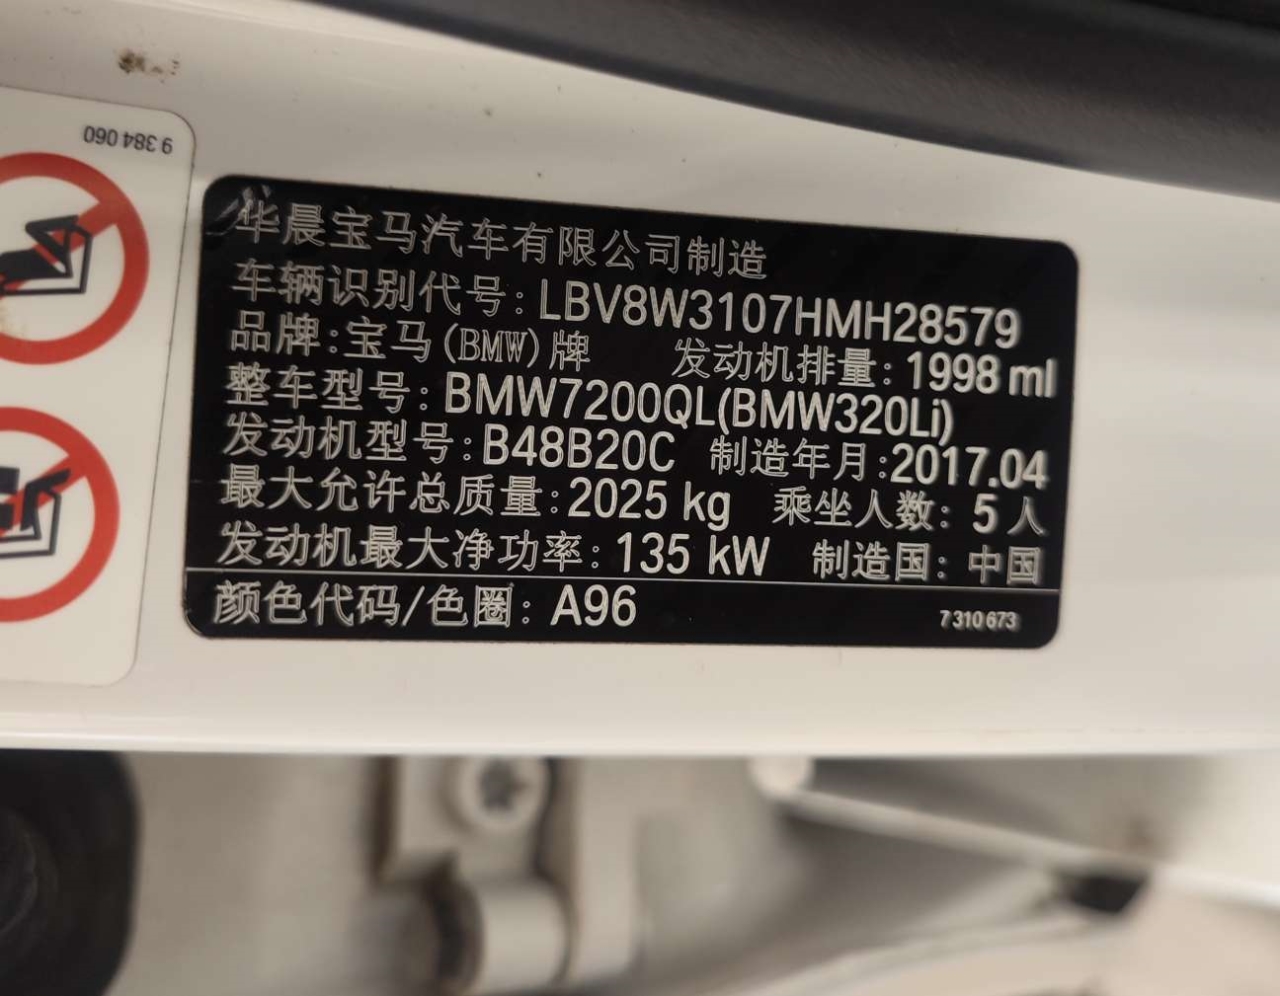 9 384 060
华晨宝马汽车有限公司制造
车辆识别代号: LBV8W3107HMH28579
品牌:宝马(BMW)牌 发动机排量: 1998 ml
整车型号: BMW7200QL(BMW320Li)
发动机型号: B48B20C 制造年月:2017.04
最大允许总质量: 2025 kg 乘坐人数: 5人
发动机最大净功率: 135 kW 制造国: 中国
颜色代码/色圈: A96 7 310 673